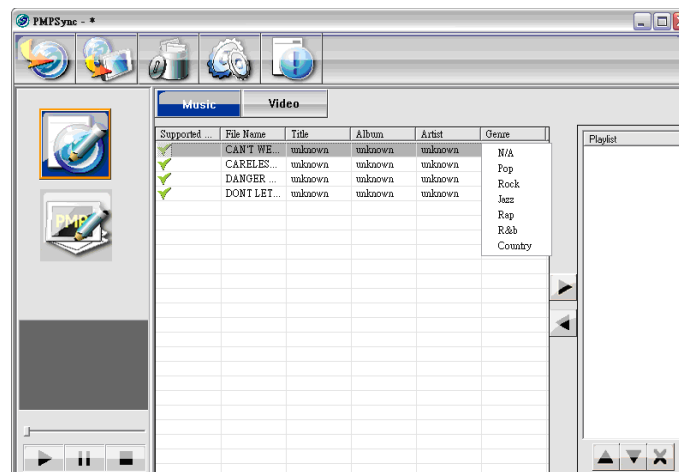 PMPSync - *
Music Video
Supported ... File Name Title Album Artist Genre
CAN'T WE... unknown unknown unknown
CARELES... unknown unknown unknown
DANGER ... unknown unknown unknown
DONT LET... unknown unknown unknown
N/A
Pop
Rock
Jazz
Rap
R&b
Country
Playlist
PMP